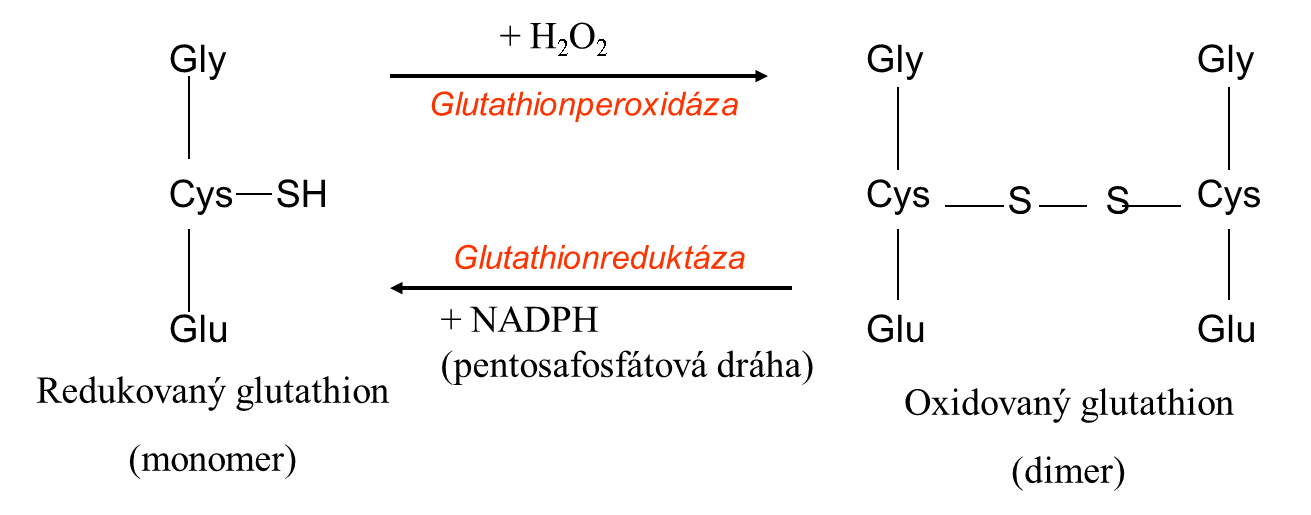 + H₂O₂
Gly
Glutathionperoxidáza
Cys SH
Glutathionreduktáza
+ NADPH
(pentosafosfátová dráha)
Glu
Redukovaný glutathion
(monomer)
Gly Gly
Cys S S Cys
Glu Glu
Oxidovaný glutathion
(dimer)